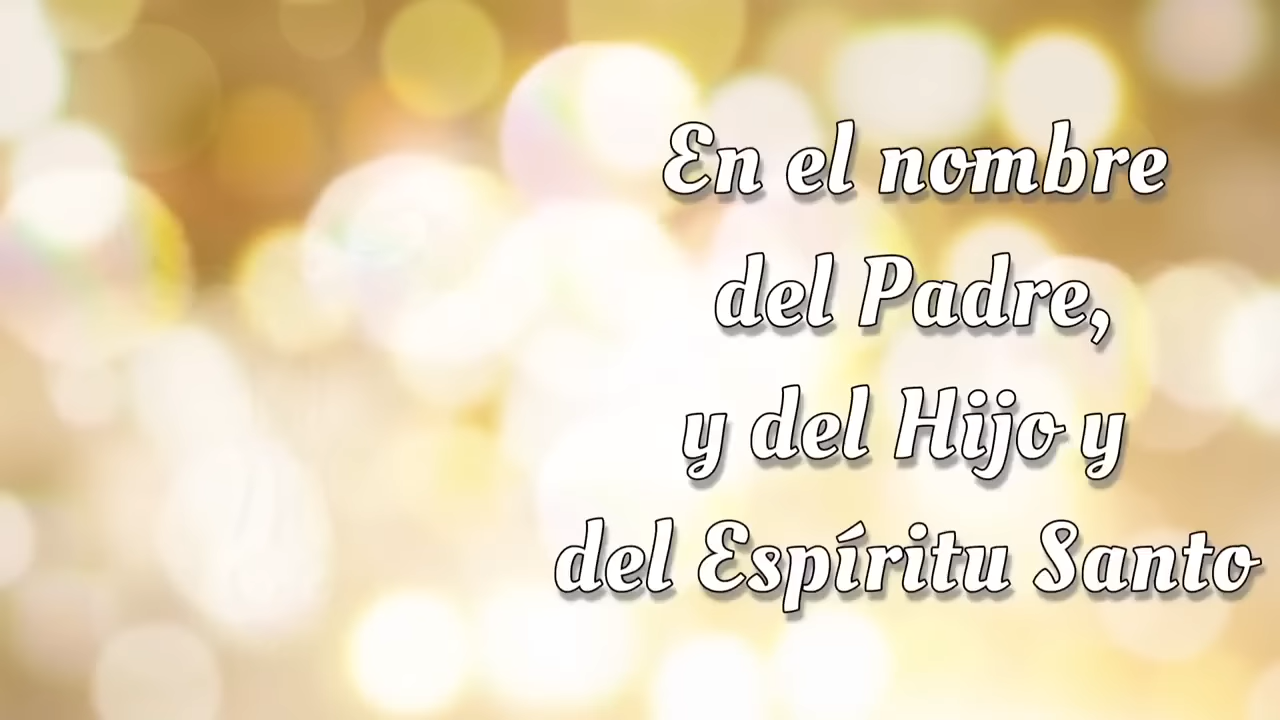 En el nombre
del Padre,
y del Hijo y
del Espíritu Santo